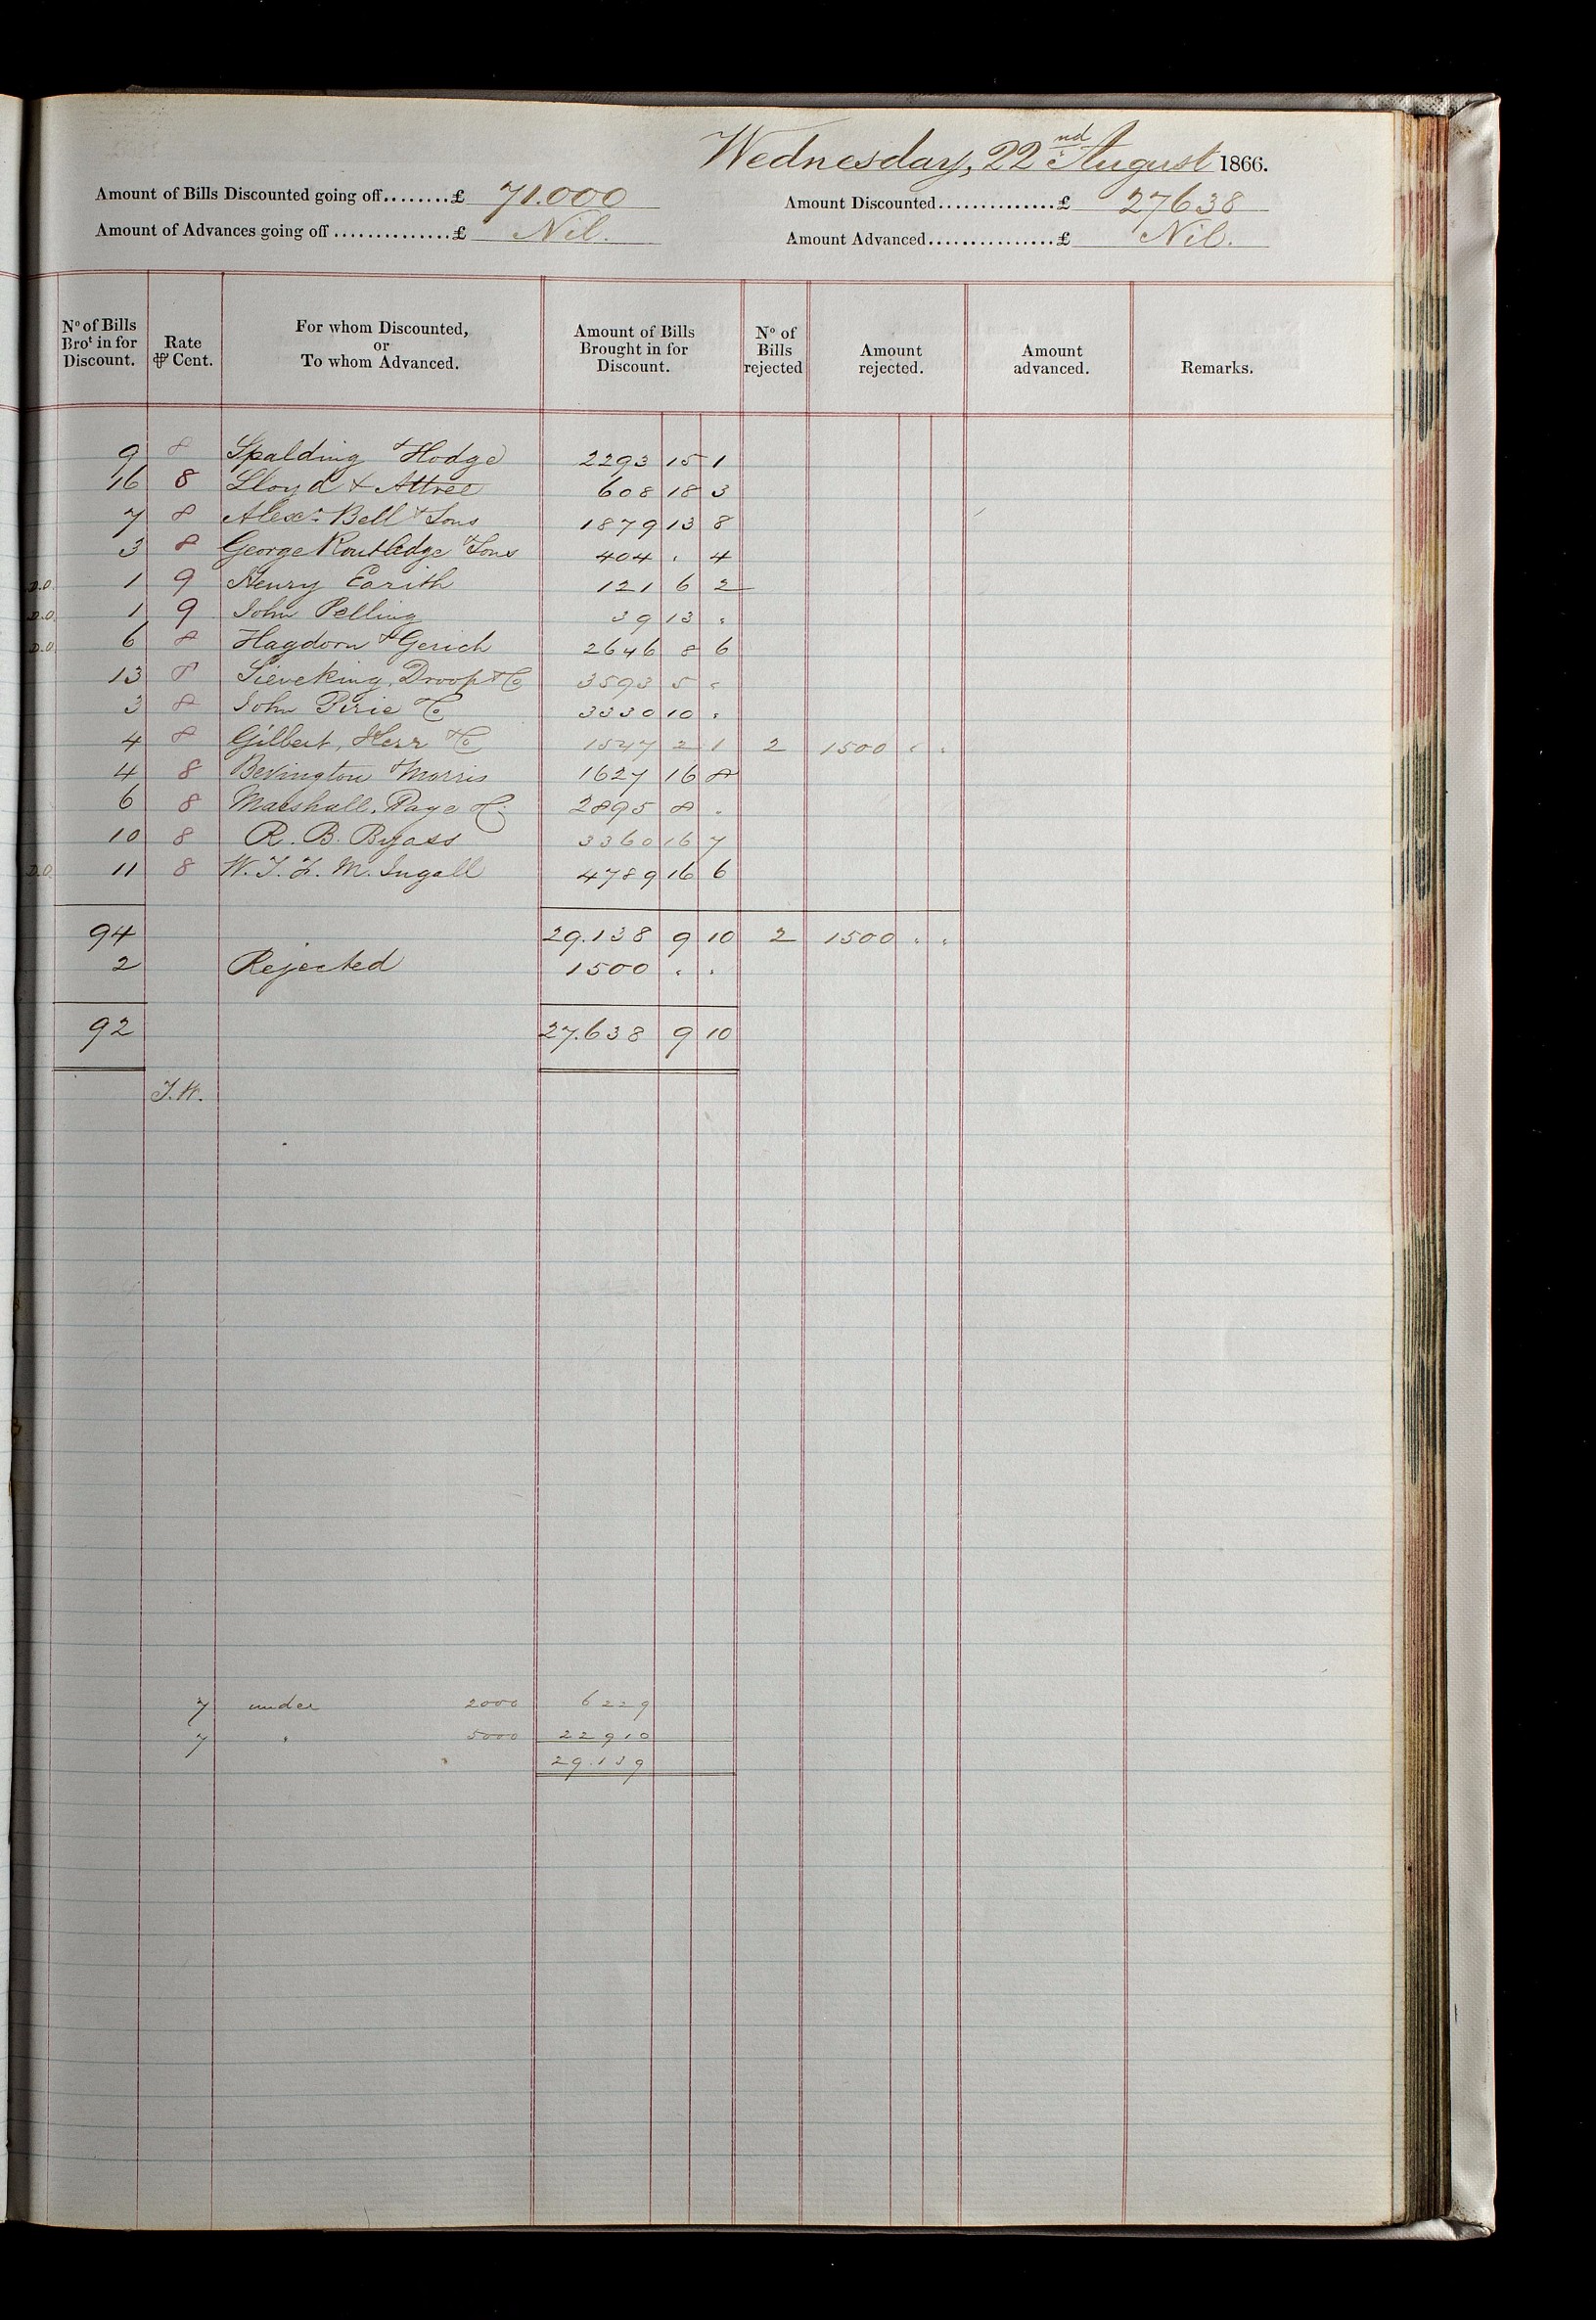 Wednesday, 22nd August 1866.
Amount of Bills Discounted going off........£ 71.000
Amount Discounted..............£ 27638
Amount of Advances going off..............£ Nil.
Amount Advanced...............£ Nil.
No of Bills Brot in for Discount. Rate ⅌ Cent. For whom Discounted, or To whom Advanced. Amount of Bills Brought in for Discount. No of Bills rejected Amount rejected. Amount advanced. Remarks.
9 8 Spalding & Hodge 2293 15 1
16 8 Lloyd & Attree 608 18 3
7 8 Alexr Bell & Sons 1879 13 8
3 8 George Routledge & Sons 404 . 4
D.O. 1 9 Henry Earith 121 6 2
D.O. 1 9 John Pelling 39 13 .
D.O. 6 8 Hagdorn & Gerich 2646 8 6
13 8 Sieveking, Droop & Co 3593 5 "
3 8 John Pirie & Co 3330 10 "
4 8 Gilbert, Kerr & Co 1547 2 1 2 1500 " "
4 8 Bevington & Morris 1627 16 8
6 8 Marshall, Page & Co 2895 8 .
10 8 R. B. Byass 3360 16 7
D.O. 11 8 W. T. F. M. Ingall 4789 16 6
94 29.138 9 10 2 1500 " "
2 Rejected 1500 " "
92 27.638 9 10
J.W.
7 under 2000 6229
7 " 5000 22910
29.139